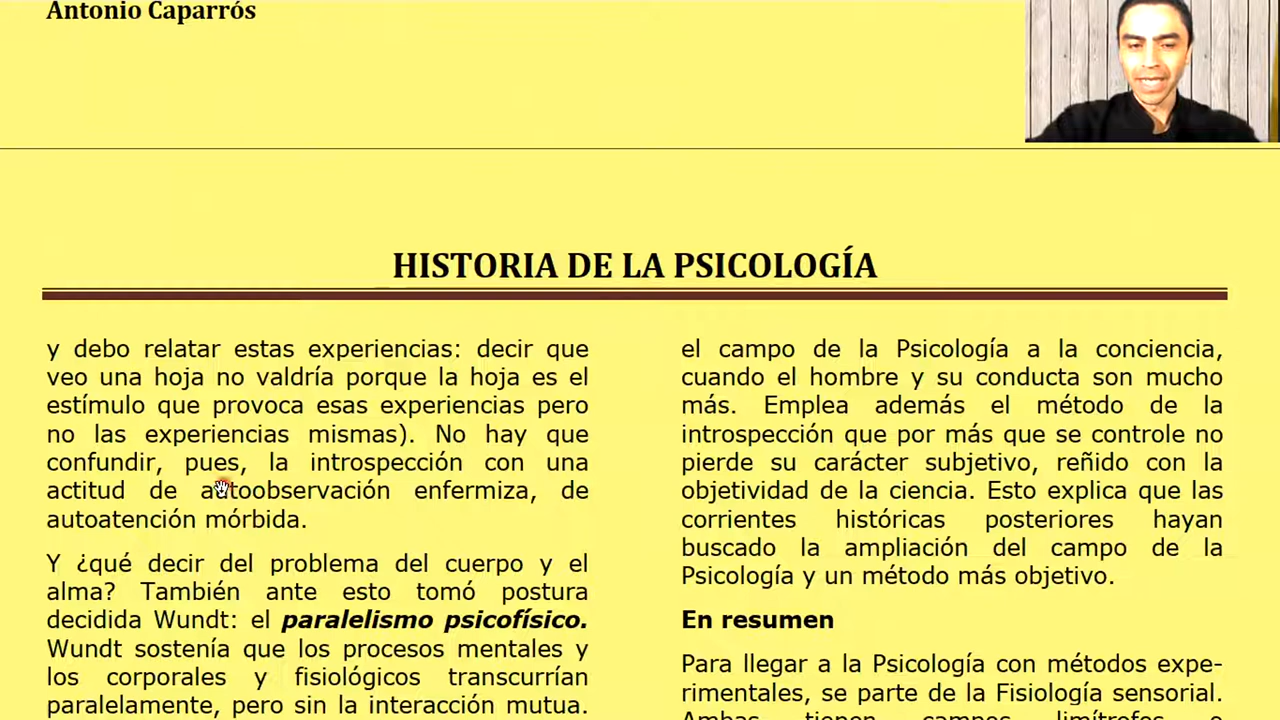 Antonio Caparrós
HISTORIA DE LA PSICOLOGÍA
y debo relatar estas experiencias: decir que
veo una hoja no valdría porque la hoja es el
estímulo que provoca esas experiencias pero
no las experiencias mismas). No hay que
confundir, pues, la introspección con una
actitud de autoobservación enfermiza, de
autoatención mórbida.
Y ¿qué decir del problema del cuerpo y el
alma? También ante esto tomó postura
decidida Wundt: el paralelismo psicofísico.
Wundt sostenía que los procesos mentales y
los corporales y fisiológicos transcurrían
paralelamente, pero sin la interacción mutua.
el campo de la Psicología a la conciencia,
cuando el hombre y su conducta son mucho
más. Emplea además el método de la
introspección que por más que se controle no
pierde su carácter subjetivo, reñido con la
objetividad de la ciencia. Esto explica que las
corrientes históricas posteriores hayan
buscado la ampliación del campo de la
Psicología y un método más objetivo.
En resumen
Para llegar a la Psicología con métodos expe-
rimentales, se parte de la Fisiología sensorial.
Ambas tienen campos limítrofes e